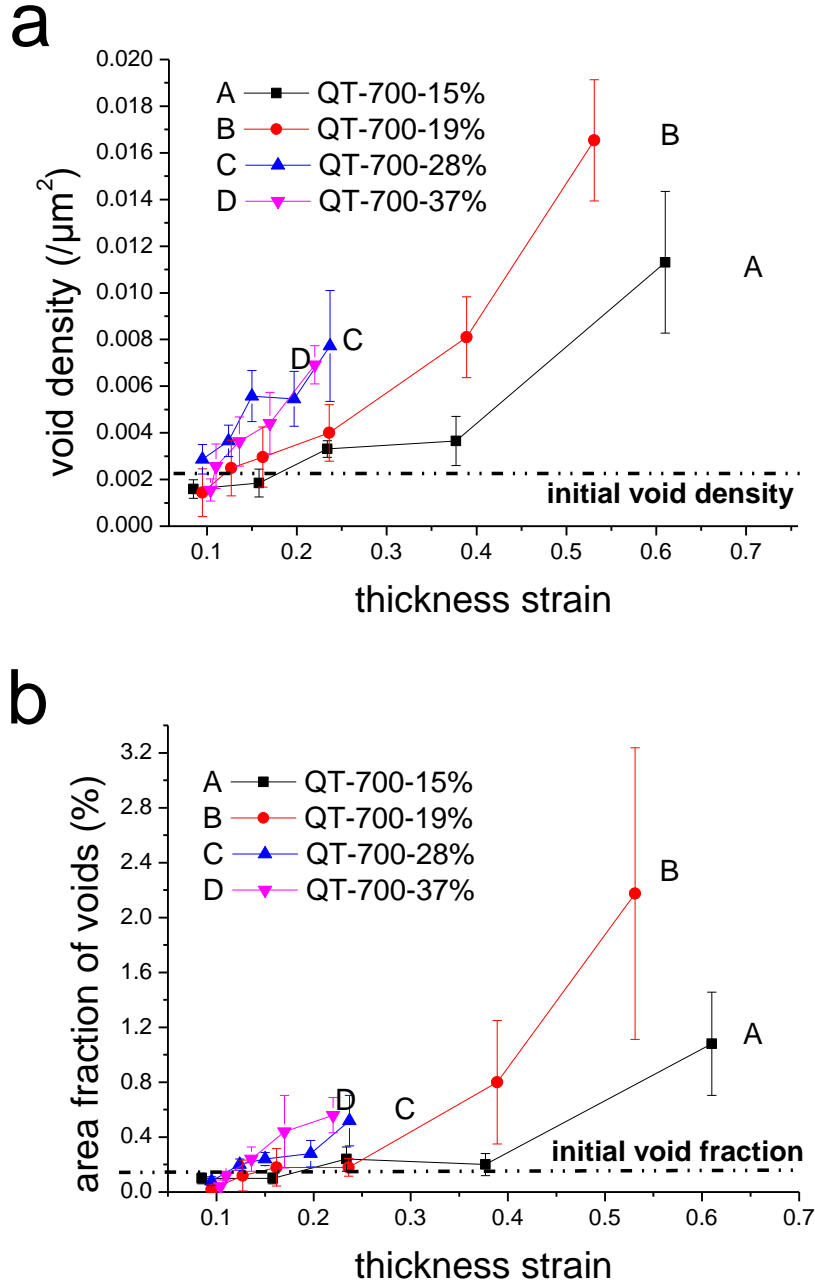 a
0.020
0.018
0.016
0.014
0.012
0.010
0.008
0.006
0.004
0.002
0.000
void density (/μm²)
A QT-700-15%
B QT-700-19%
C QT-700-28%
D QT-700-37%
B
A
C
D
initial void density
0.1 0.2 0.3 0.4 0.5 0.6 0.7
thickness strain
b
3.2
2.8
2.4
2.0
1.6
1.2
0.8
0.4
0.0
area fraction of voids (%)
A QT-700-15%
B QT-700-19%
C QT-700-28%
D QT-700-37%
B
A
D
C
initial void fraction
0.1 0.2 0.3 0.4 0.5 0.6 0.7
thickness strain